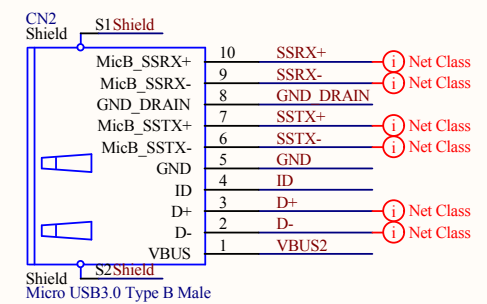 CN2
Shield
S1 Shield
MicB_SSRX+ 10 SSRX+ i Net Class
MicB_SSRX- 9 SSRX- i Net Class
GND_DRAIN 8 GND_DRAIN
MicB_SSTX+ 7 SSTX+ i Net Class
MicB_SSTX- 6 SSTX- i Net Class
GND 5 GND
ID 4 ID
D+ 3 D+ i Net Class
D- 2 D- i Net Class
VBUS 1 VBUS2
Shield
S2 Shield
Micro USB3.0 Type B Male